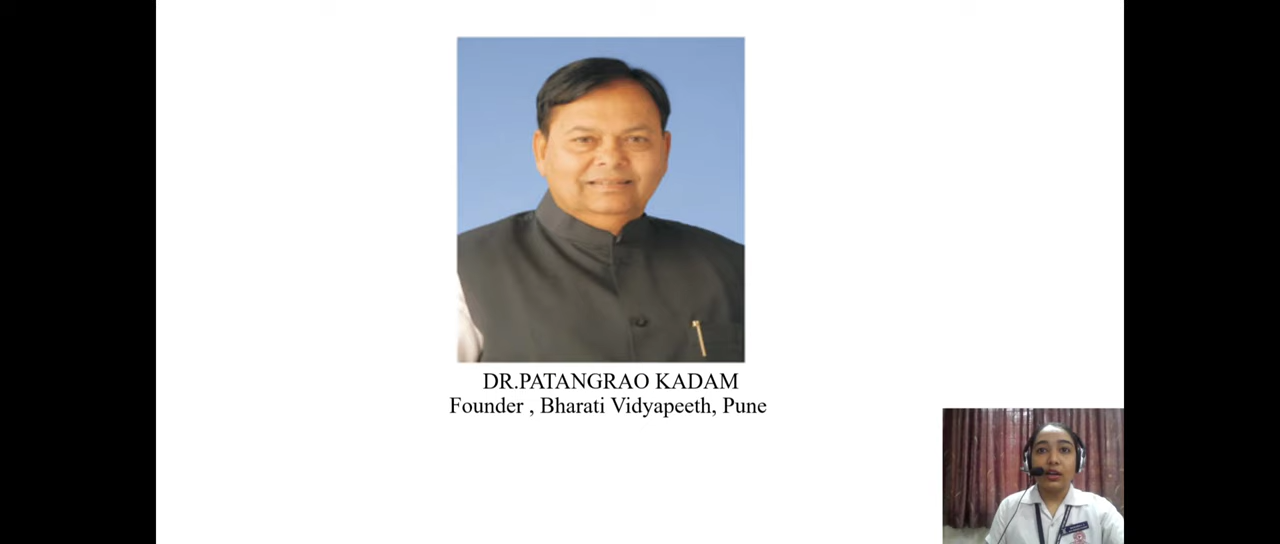 DR.PATANGRAO KADAM
Founder , Bharati Vidyapeeth, Pune